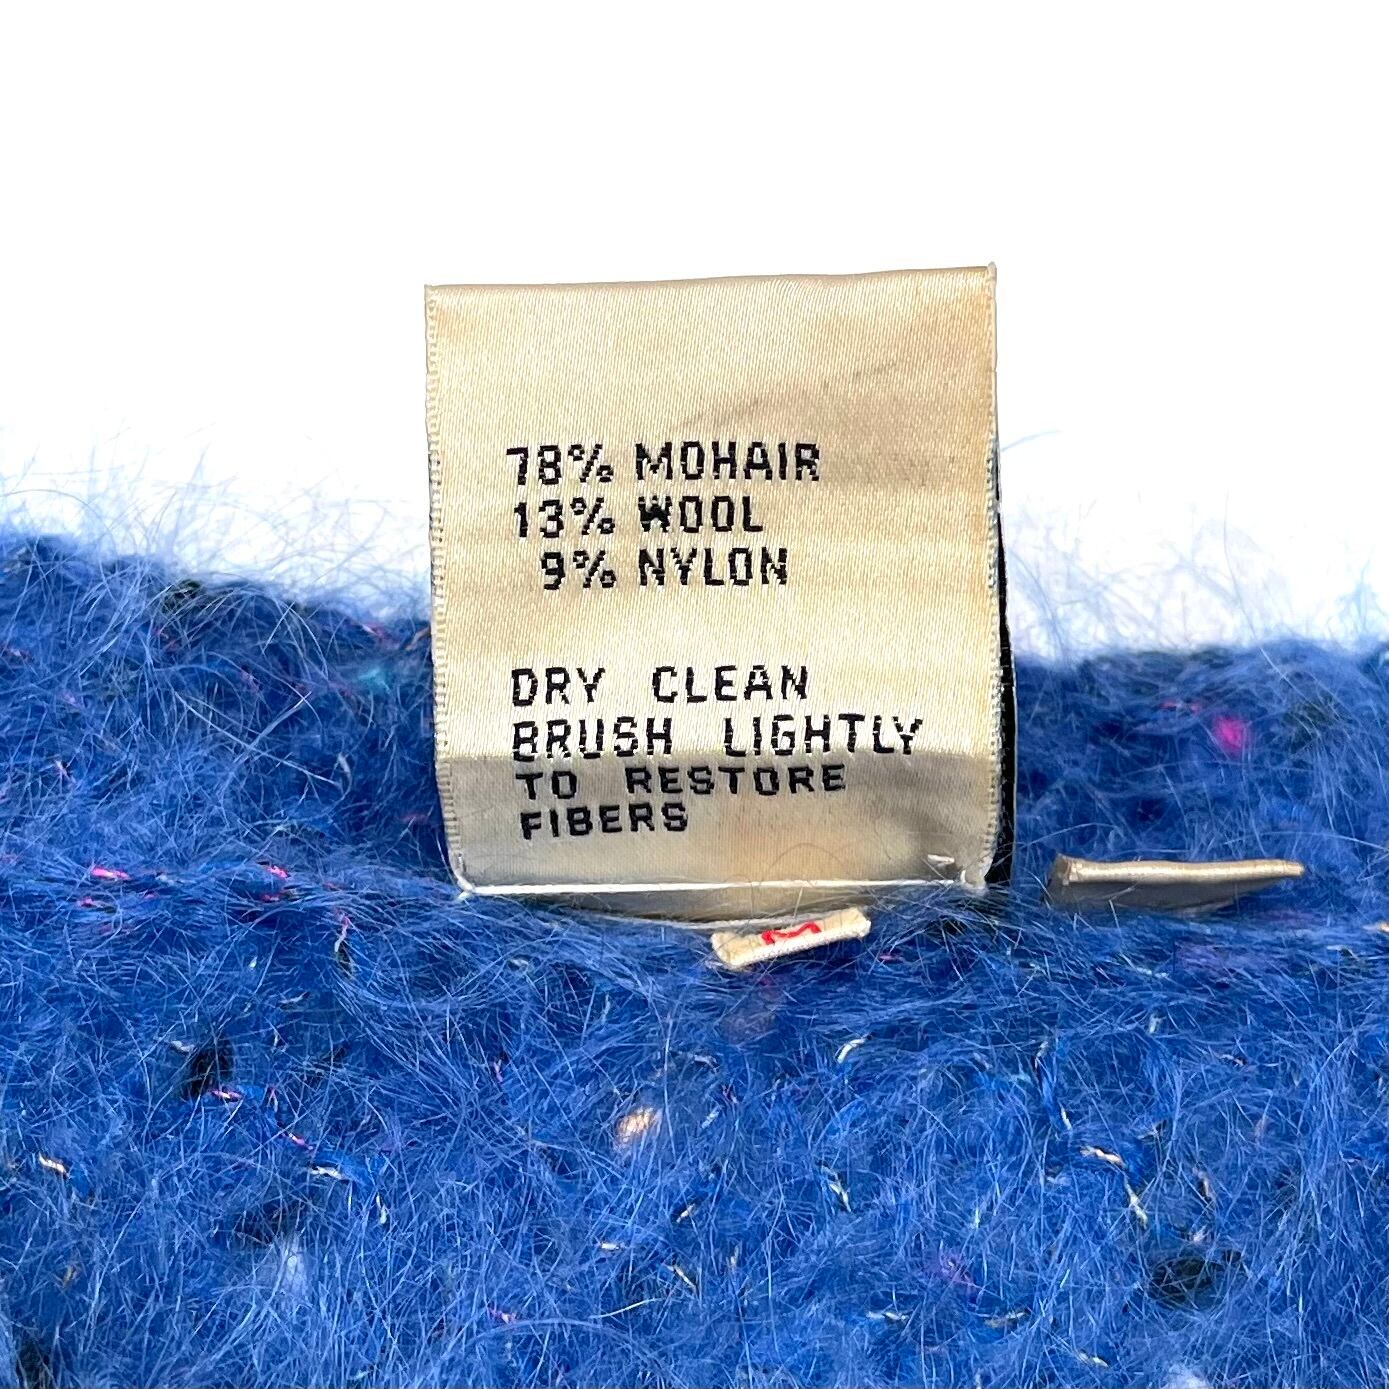 78% MOHAIR
13% WOOL
9% NYLON
DRY CLEAN
BRUSH LIGHTLY
TO RESTORE
FIBERS
M